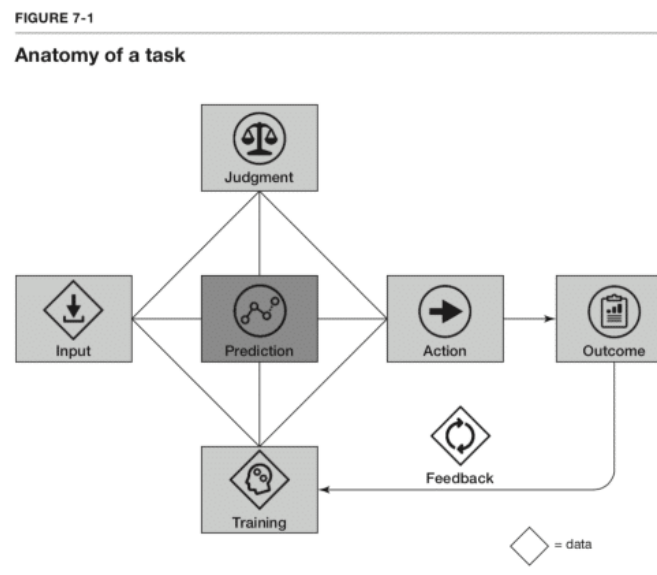 FIGURE 7-1
Anatomy of a task
Judgment
Input
Prediction
Action
Outcome
Feedback
Training
= data